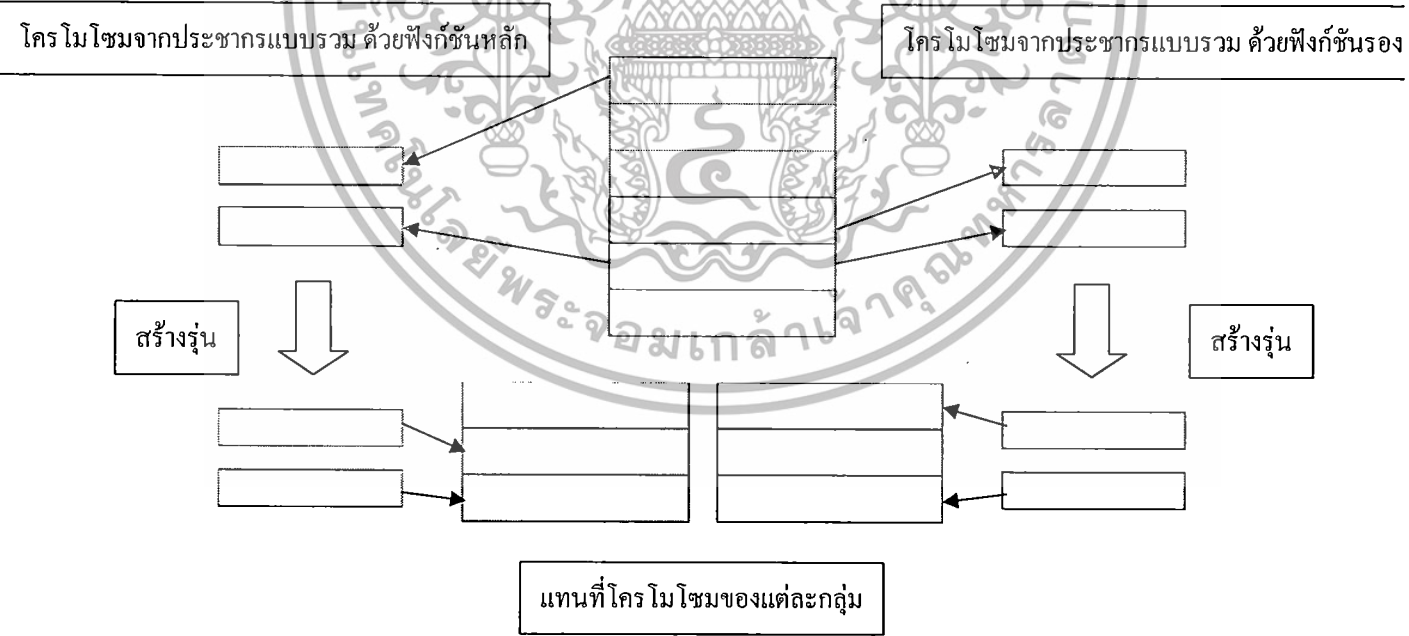 โครโมโซมจากประชากรแบบรวม ด้วยฟังก์ชันหลัก
โครโมโซมจากประชากรแบบรวม ด้วยฟังก์ชันรอง
สร้างรุ่น
สร้างรุ่น
แทนที่โครโมโซมของแต่ละกลุ่ม